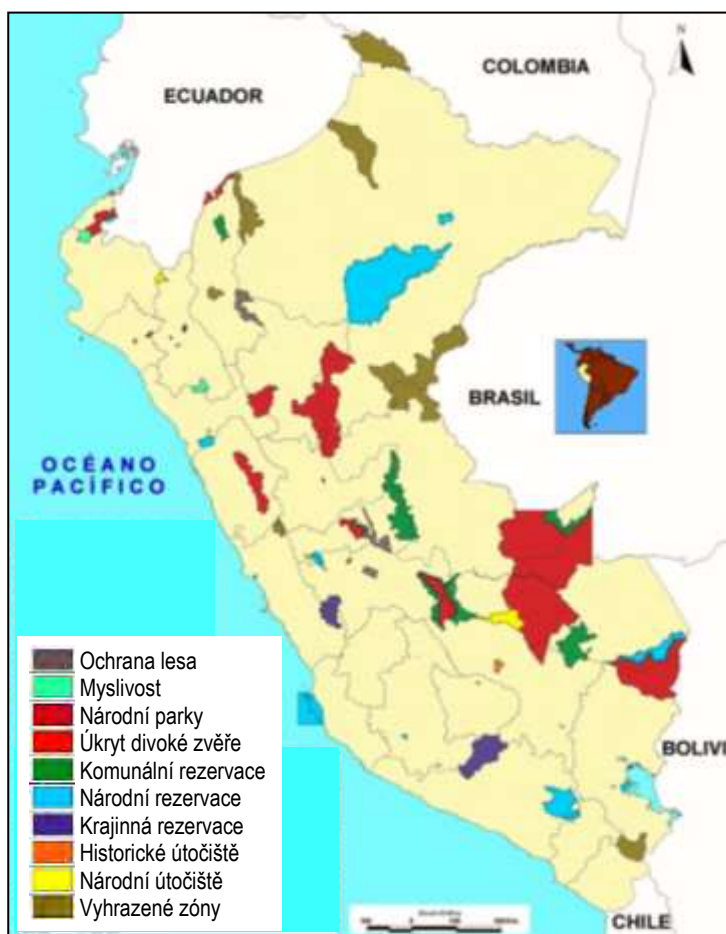 N
COLOMBIA
ECUADOR
BRASIL
OCÉANO
PACÍFICO
Ochrana lesa
Myslivost
Národní parky
Úkryt divoké zvěře
Komunální rezervace
Národní rezervace
Krajinná rezervace
Historické útočiště
Národní útočiště
Vyhrazené zóny
BOLIVI
CHILE